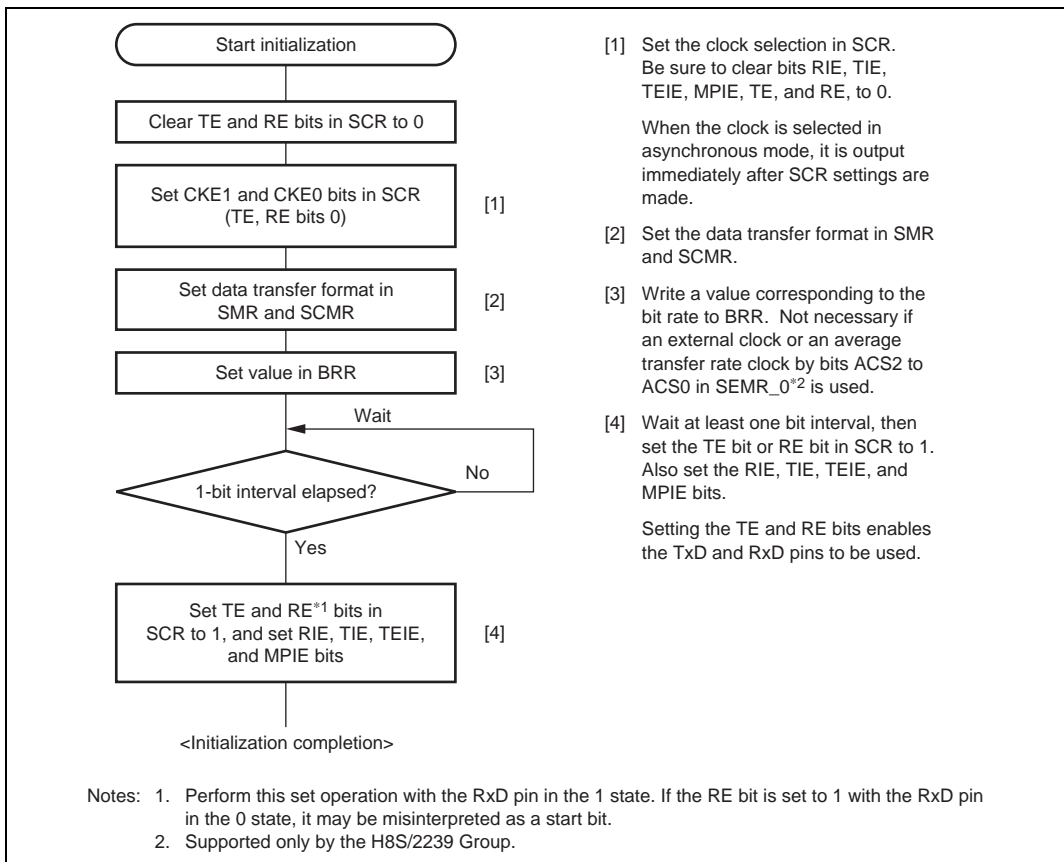 Start initialization
Clear TE and RE bits in SCR to 0
Set CKE1 and CKE0 bits in SCR
(TE, RE bits 0)
[1]
Set data transfer format in
SMR and SCMR
[2]
Set value in BRR
[3]
Wait
No
1-bit interval elapsed?
Yes
Set TE and RE*1 bits in
SCR to 1, and set RIE, TIE, TEIE,
and MPIE bits
[4]
<Initialization completion>
[1] Set the clock selection in SCR.
Be sure to clear bits RIE, TIE,
TEIE, MPIE, TE, and RE, to 0.
When the clock is selected in
asynchronous mode, it is output
immediately after SCR settings are
made.
[2] Set the data transfer format in SMR
and SCMR.
[3] Write a value corresponding to the
bit rate to BRR. Not necessary if
an external clock or an average
transfer rate clock by bits ACS2 to
ACS0 in SEMR_0*2 is used.
[4] Wait at least one bit interval, then
set the TE bit or RE bit in SCR to 1.
Also set the RIE, TIE, TEIE, and
MPIE bits.
Setting the TE and RE bits enables
the TxD and RxD pins to be used.
Notes: 1. Perform this set operation with the RxD pin in the 1 state. If the RE bit is set to 1 with the RxD pin
in the 0 state, it may be misinterpreted as a start bit.
2. Supported only by the H8S/2239 Group.